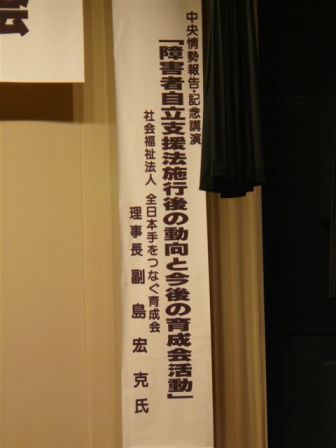 会
中央情勢報告・記念講演
「障害者自立支援法施行後の動向と今後の育成会活動」
社会福祉法人 全日本手をつなぐ育成会
理事長 副島宏克氏